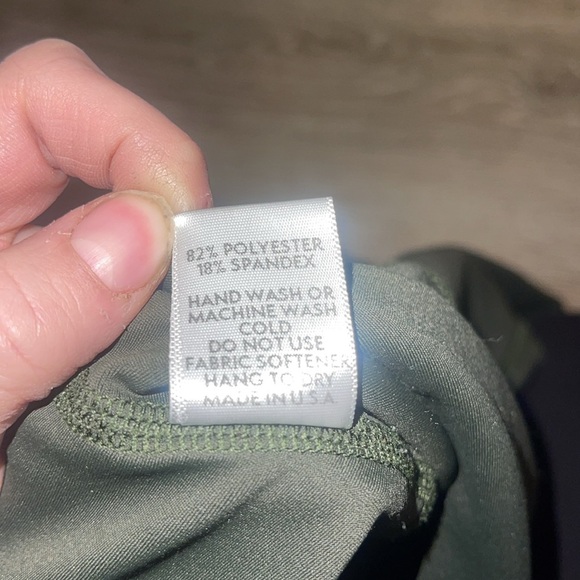 82% POLYESTER
18% SPANDEX
HAND WASH OR
MACHINE WASH
COLD
DO NOT USE
FABRIC SOFTENER
HANG TO DRY
MADE IN U.S.A